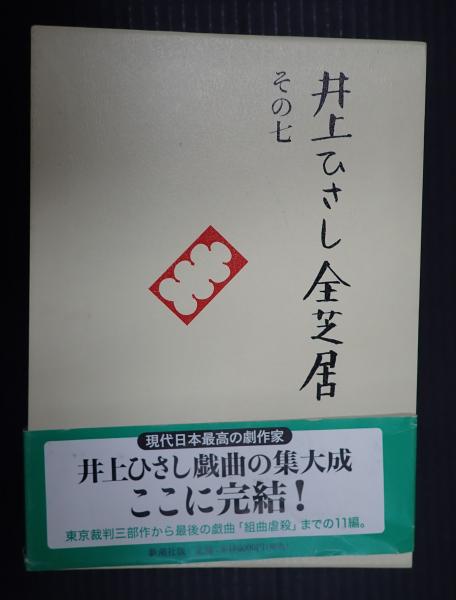 井上ひさし全芝居
その七
現代日本最高の劇作家
井上ひさし戯曲の集大成
ここに完結!
東京裁判三部作から最後の戯曲「組曲虐殺」までの11編。
新潮社版